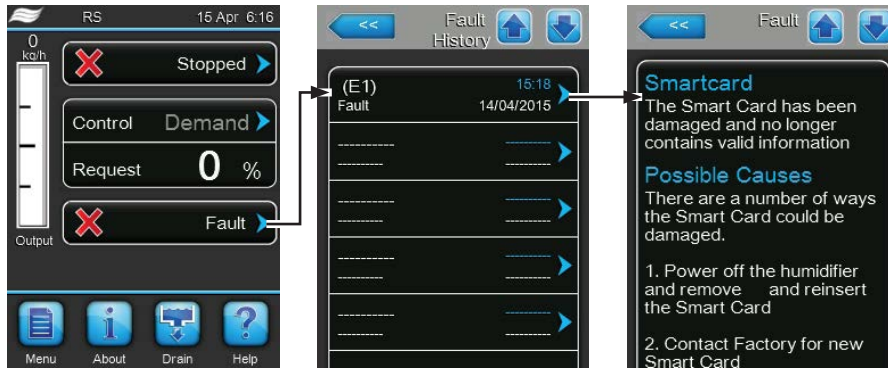 RS 15 Apr 6:16
0
kg/h
Stopped
Control Demand
Request 0 %
Fault
Output
Menu About Drain Help
<< Fault
History
(E1) 15:18
Fault 14/04/2015
---------- ----------
---------- ----------
---------- ----------
---------- ----------
---------- ----------
---------- ----------
---------- ----------
---------- ----------
<< Fault
Smartcard
The Smart Card has been
damaged and no longer
contains valid information
Possible Causes
There are a number of ways
the Smart Card could be
damaged.
1. Power off the humidifier
and remove and reinsert
the Smart Card
2. Contact Factory for new
Smart Card